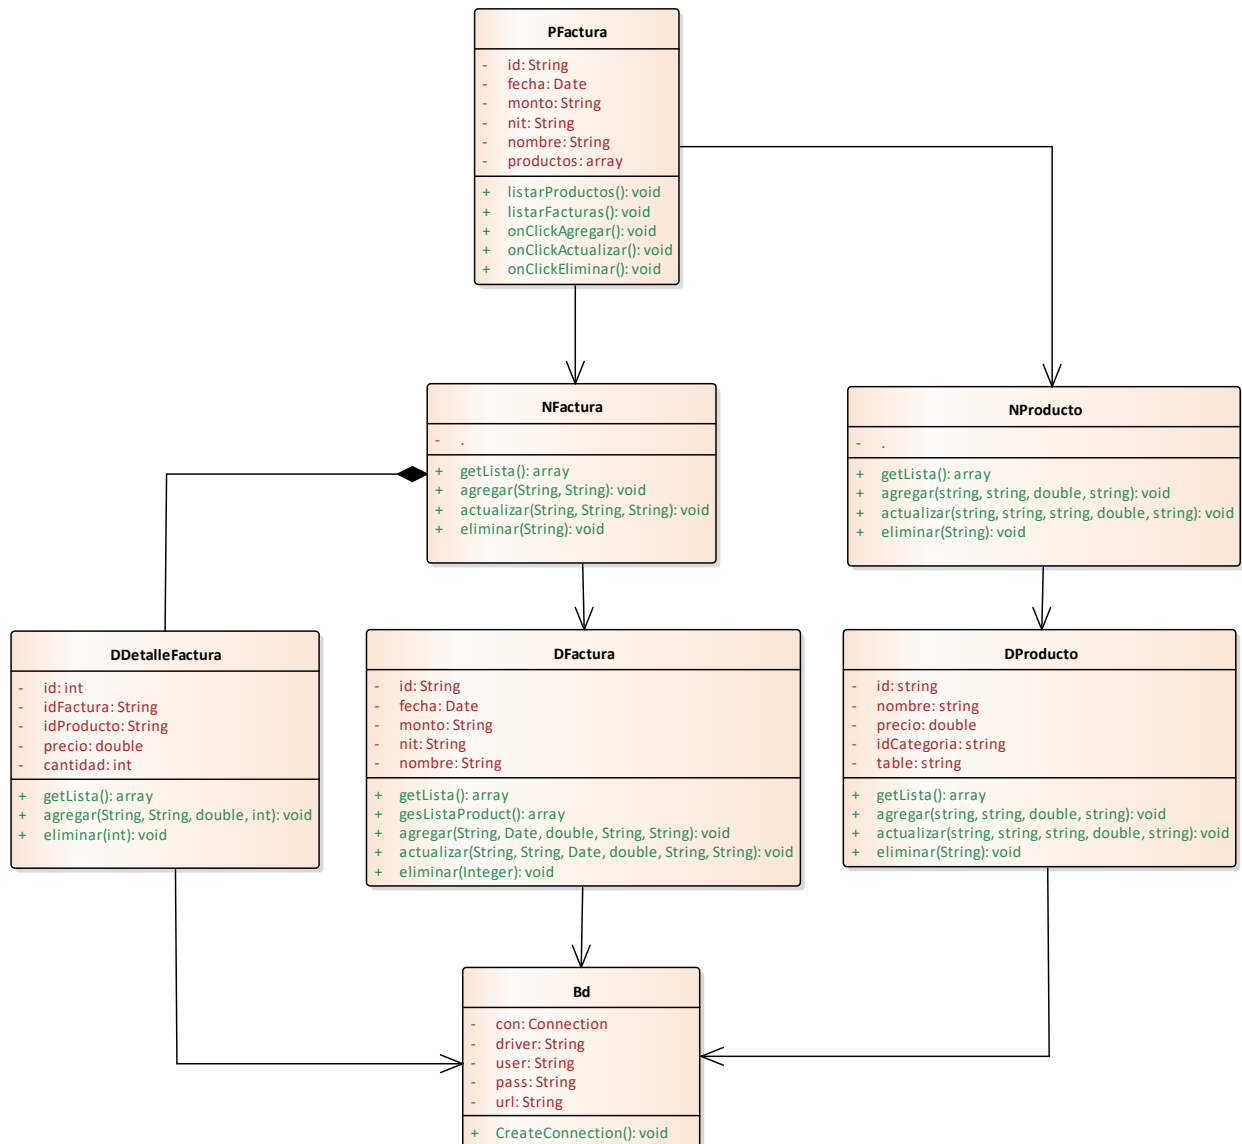 PFactura
- id: String
- fecha: Date
- monto: String
- nit: String
- nombre: String
- productos: array
+ listarProductos(): void
+ listarFacturas(): void
+ onClickAgregar(): void
+ onClickActualizar(): void
+ onClickEliminar(): void
NFactura
- .
+ getLista(): array
+ agregar(String, String): void
+ actualizar(String, String, String): void
+ eliminar(String): void
NProducto
- .
+ getLista(): array
+ agregar(string, string, double, string): void
+ actualizar(string, string, string, double, string): void
+ eliminar(String): void
DDetalleFactura
- id: int
- idFactura: String
- idProducto: String
- precio: double
- cantidad: int
+ getLista(): array
+ agregar(String, String, double, int): void
+ eliminar(int): void
DFactura
- id: String
- fecha: Date
- monto: String
- nit: String
- nombre: String
+ getLista(): array
+ gesListaProduct(): array
+ agregar(String, Date, double, String, String): void
+ actualizar(String, String, Date, double, String, String): void
+ eliminar(Integer): void
DProducto
- id: string
- nombre: string
- precio: double
- idCategoria: string
- table: string
+ getLista(): array
+ agregar(string, string, double, string): void
+ actualizar(string, string, string, double, string): void
+ eliminar(String): void
Bd
- con: Connection
- driver: String
- user: String
- pass: String
- url: String
+ CreateConnection(): void